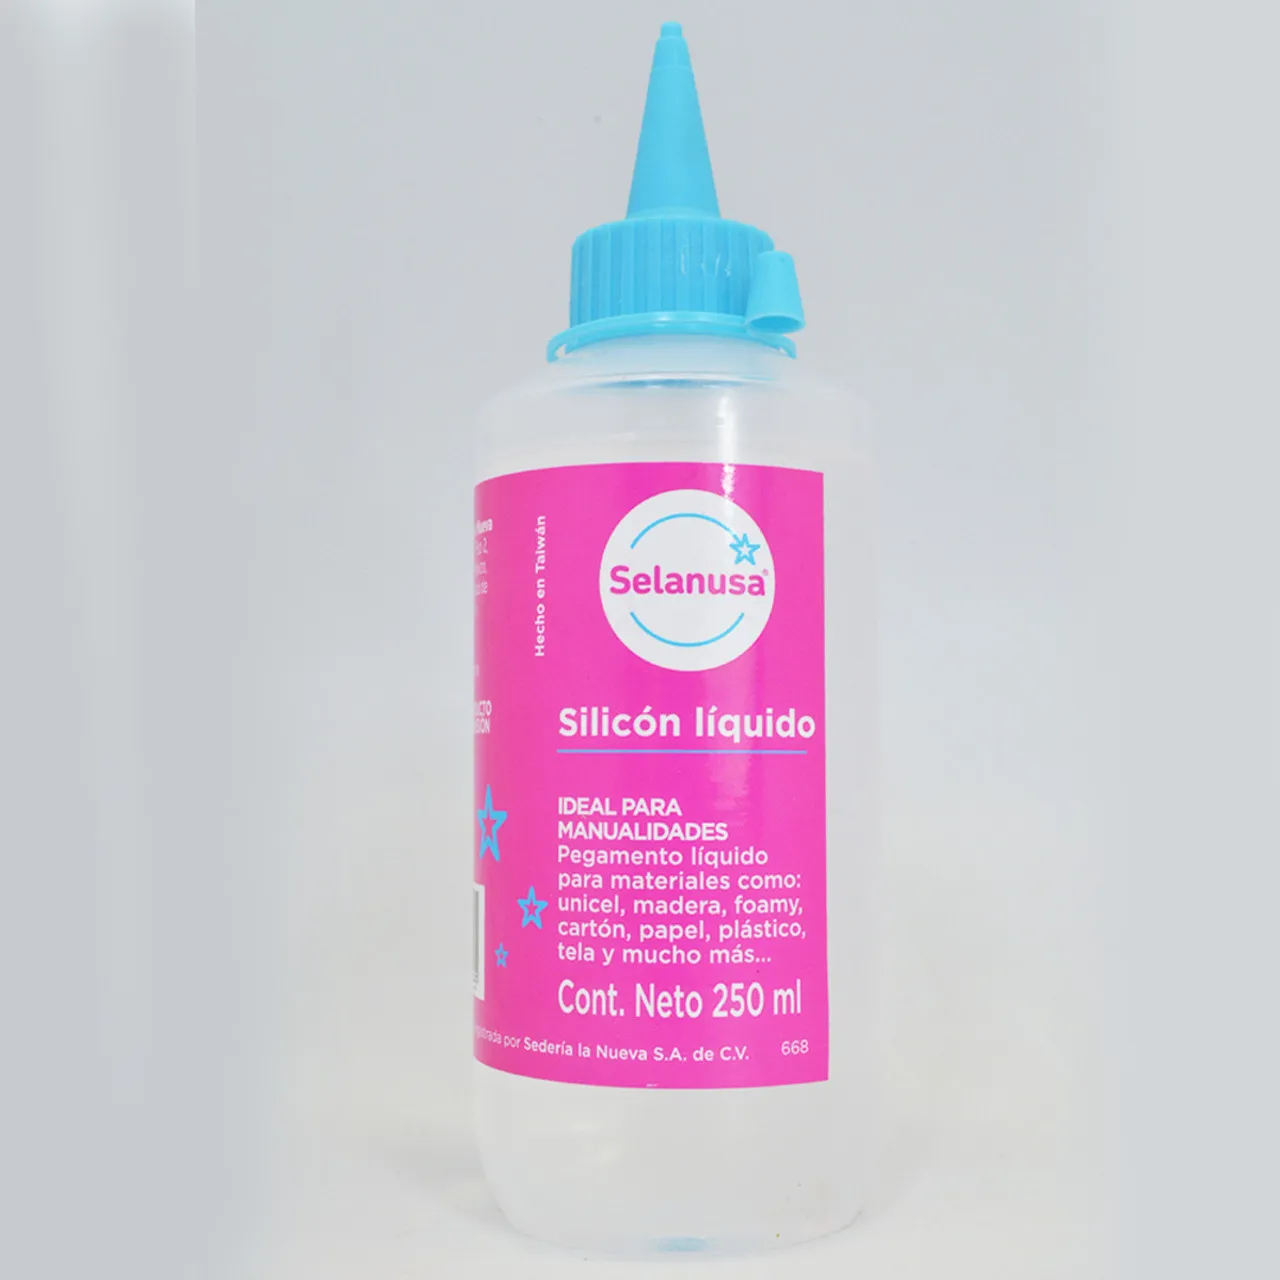 Selanusa®
Hecho en Taiwán
Silicón líquido
IDEAL PARA
MANUALIDADES
Pegamento líquido
para materiales como:
unicel, madera, foamy,
cartón, papel, plástico,
tela y mucho más...
Cont. Neto 250 ml
por Sedería la Nueva S.A. de C.V. 668